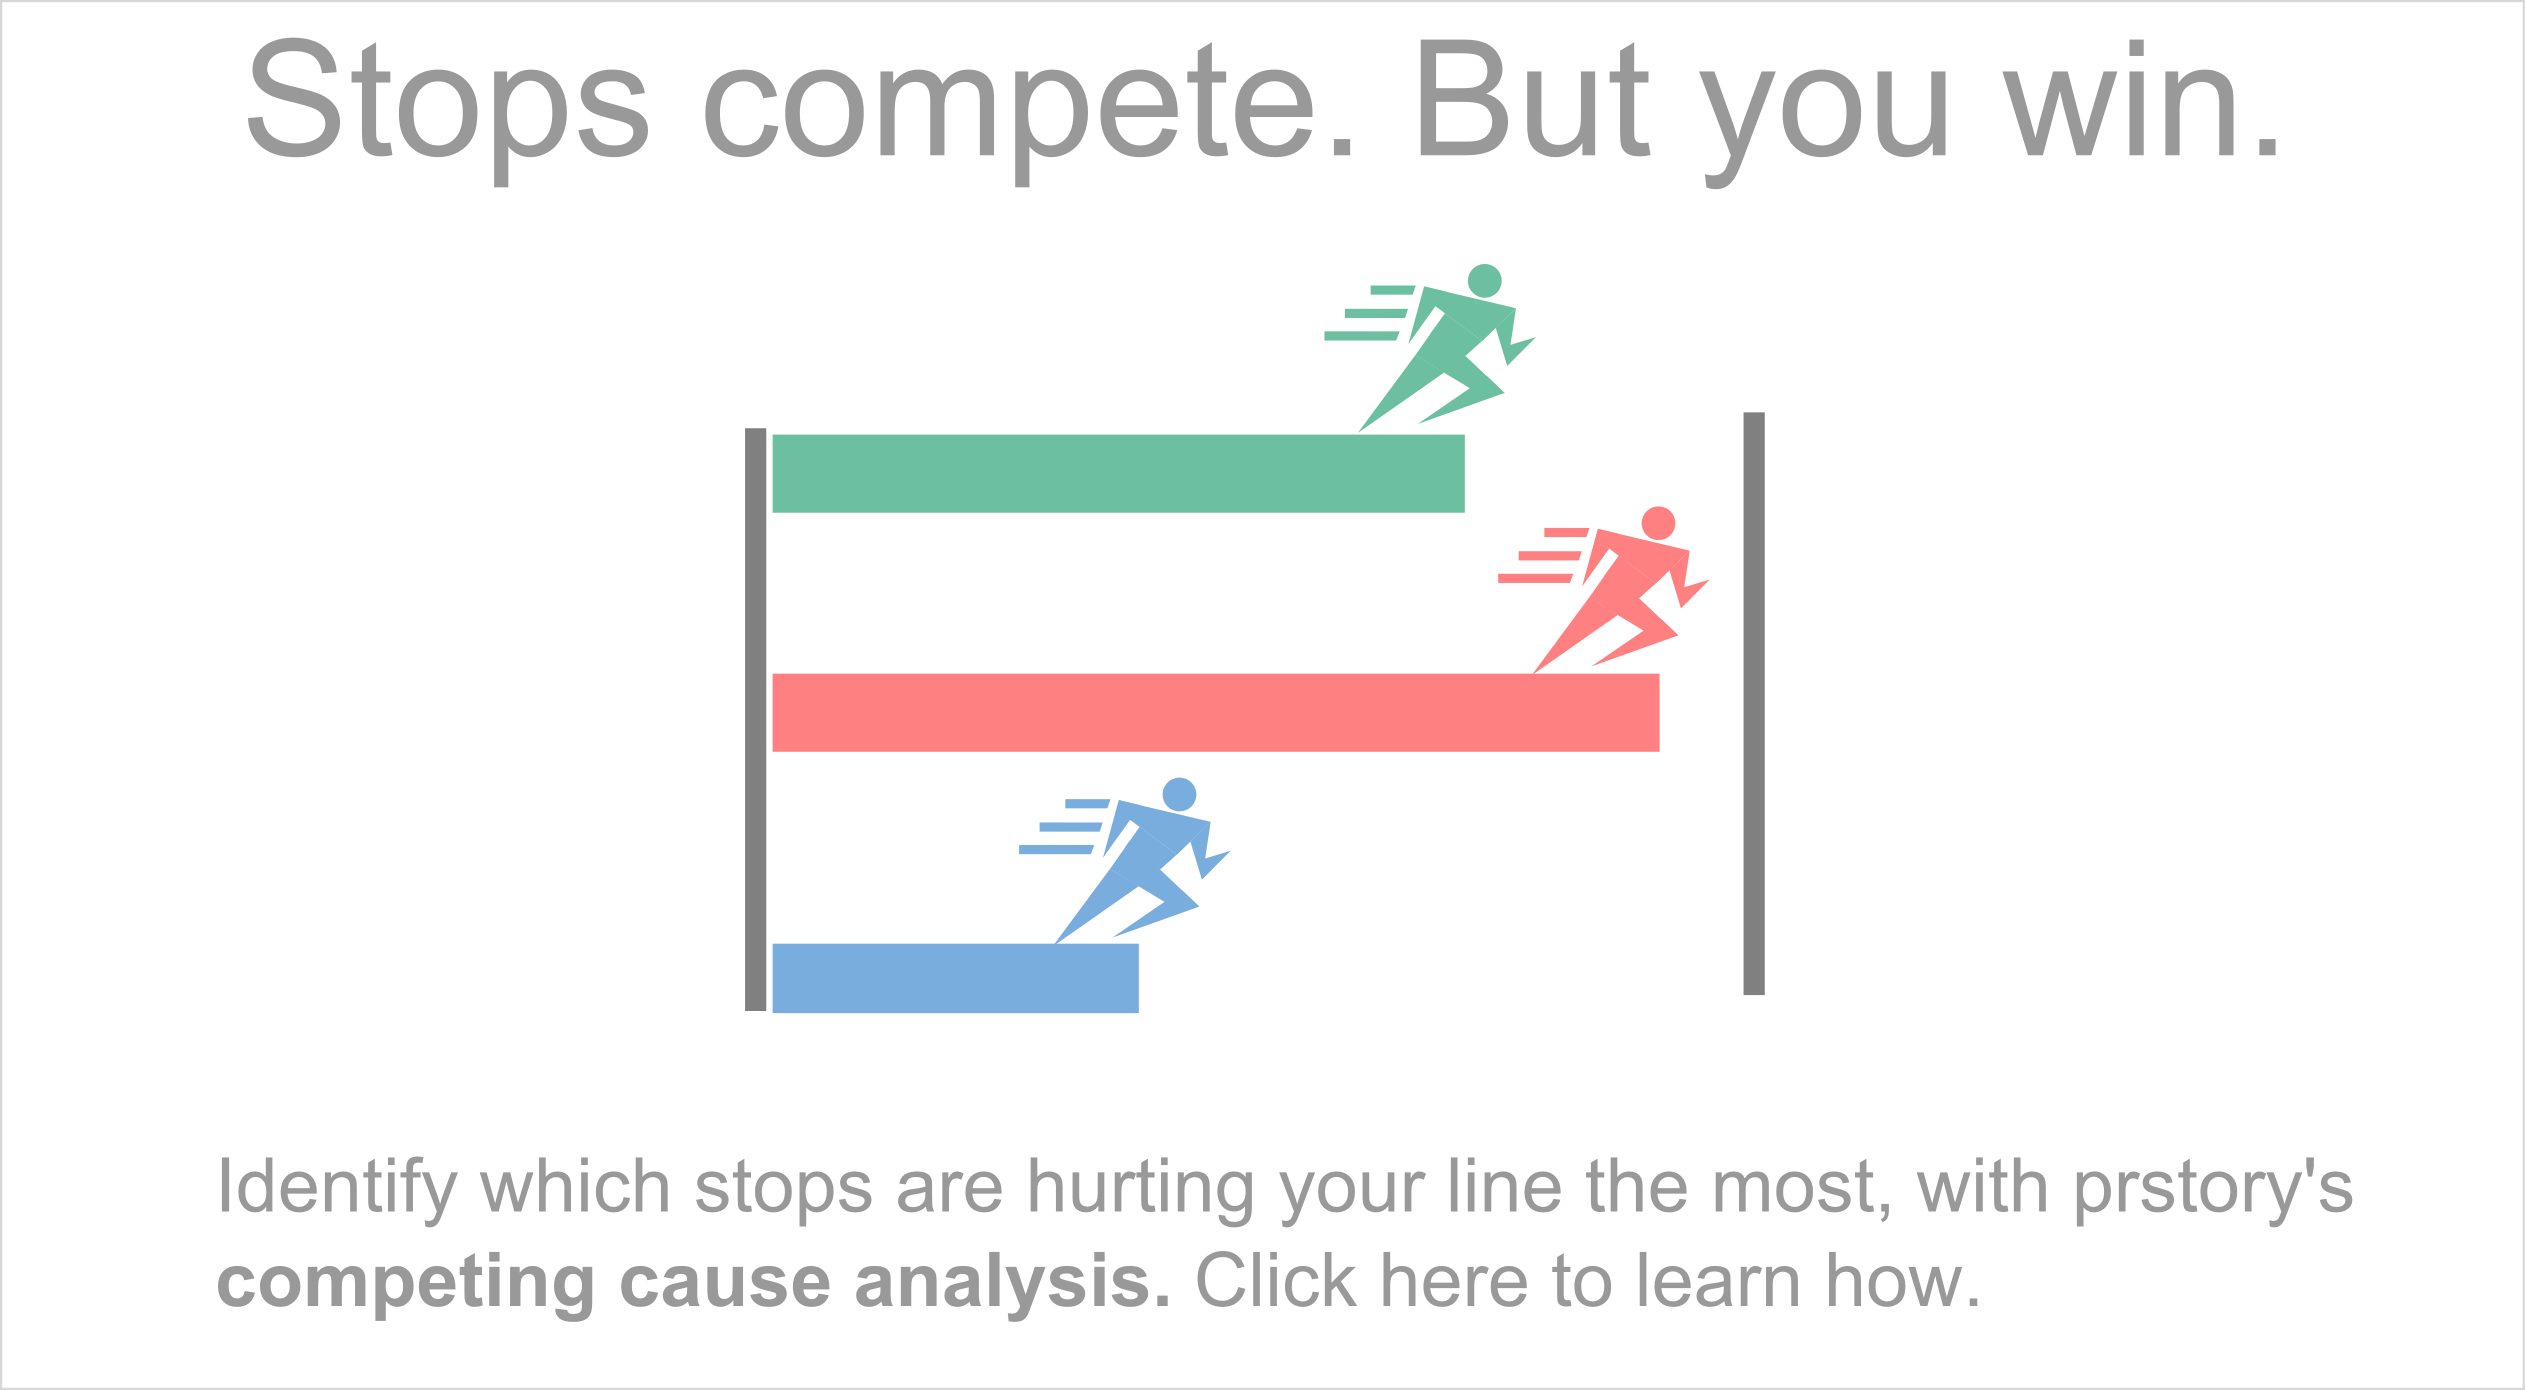 Stops compete. But you win.
Identify which stops are hurting your line the most, with prstory's
competing cause analysis. Click here to learn how.